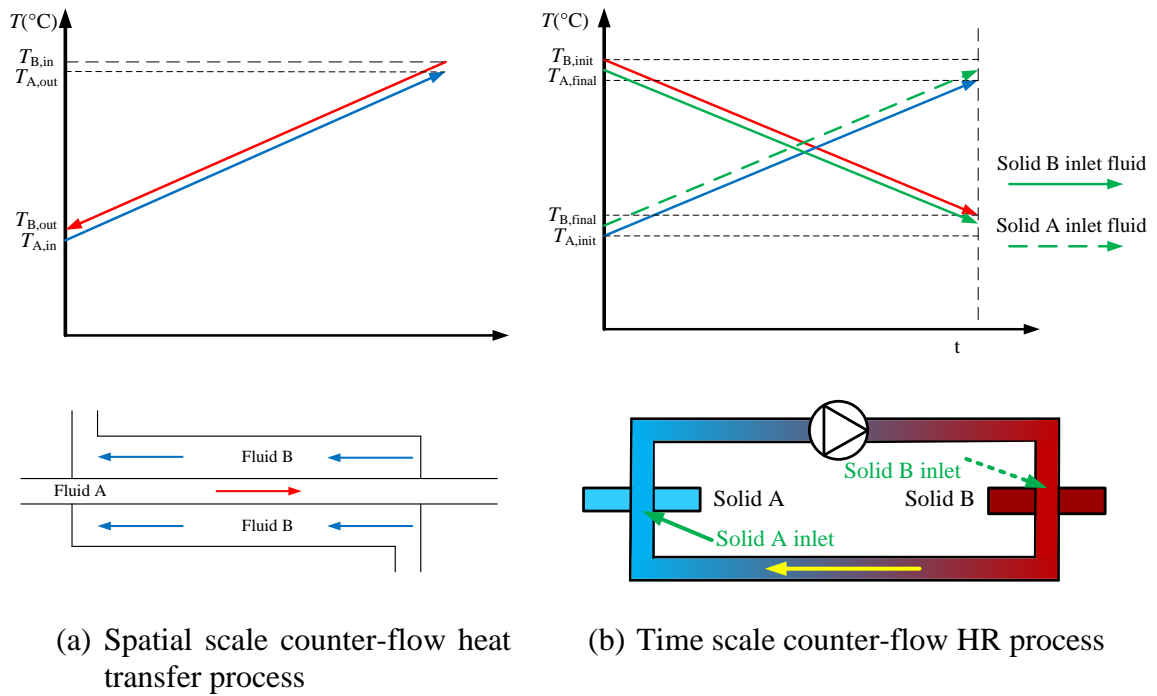 T(°C)
T_B,in
T_A,out
T_B,out
T_A,in
T(°C)
T_B,init
T_A,final
T_B,final
T_A,init
t
Solid B inlet fluid
Solid A inlet fluid
Fluid B
Fluid A
Fluid B
Solid B inlet
Solid A
Solid B
Solid A inlet
(a) Spatial scale counter-flow heat
transfer process
(b) Time scale counter-flow HR process